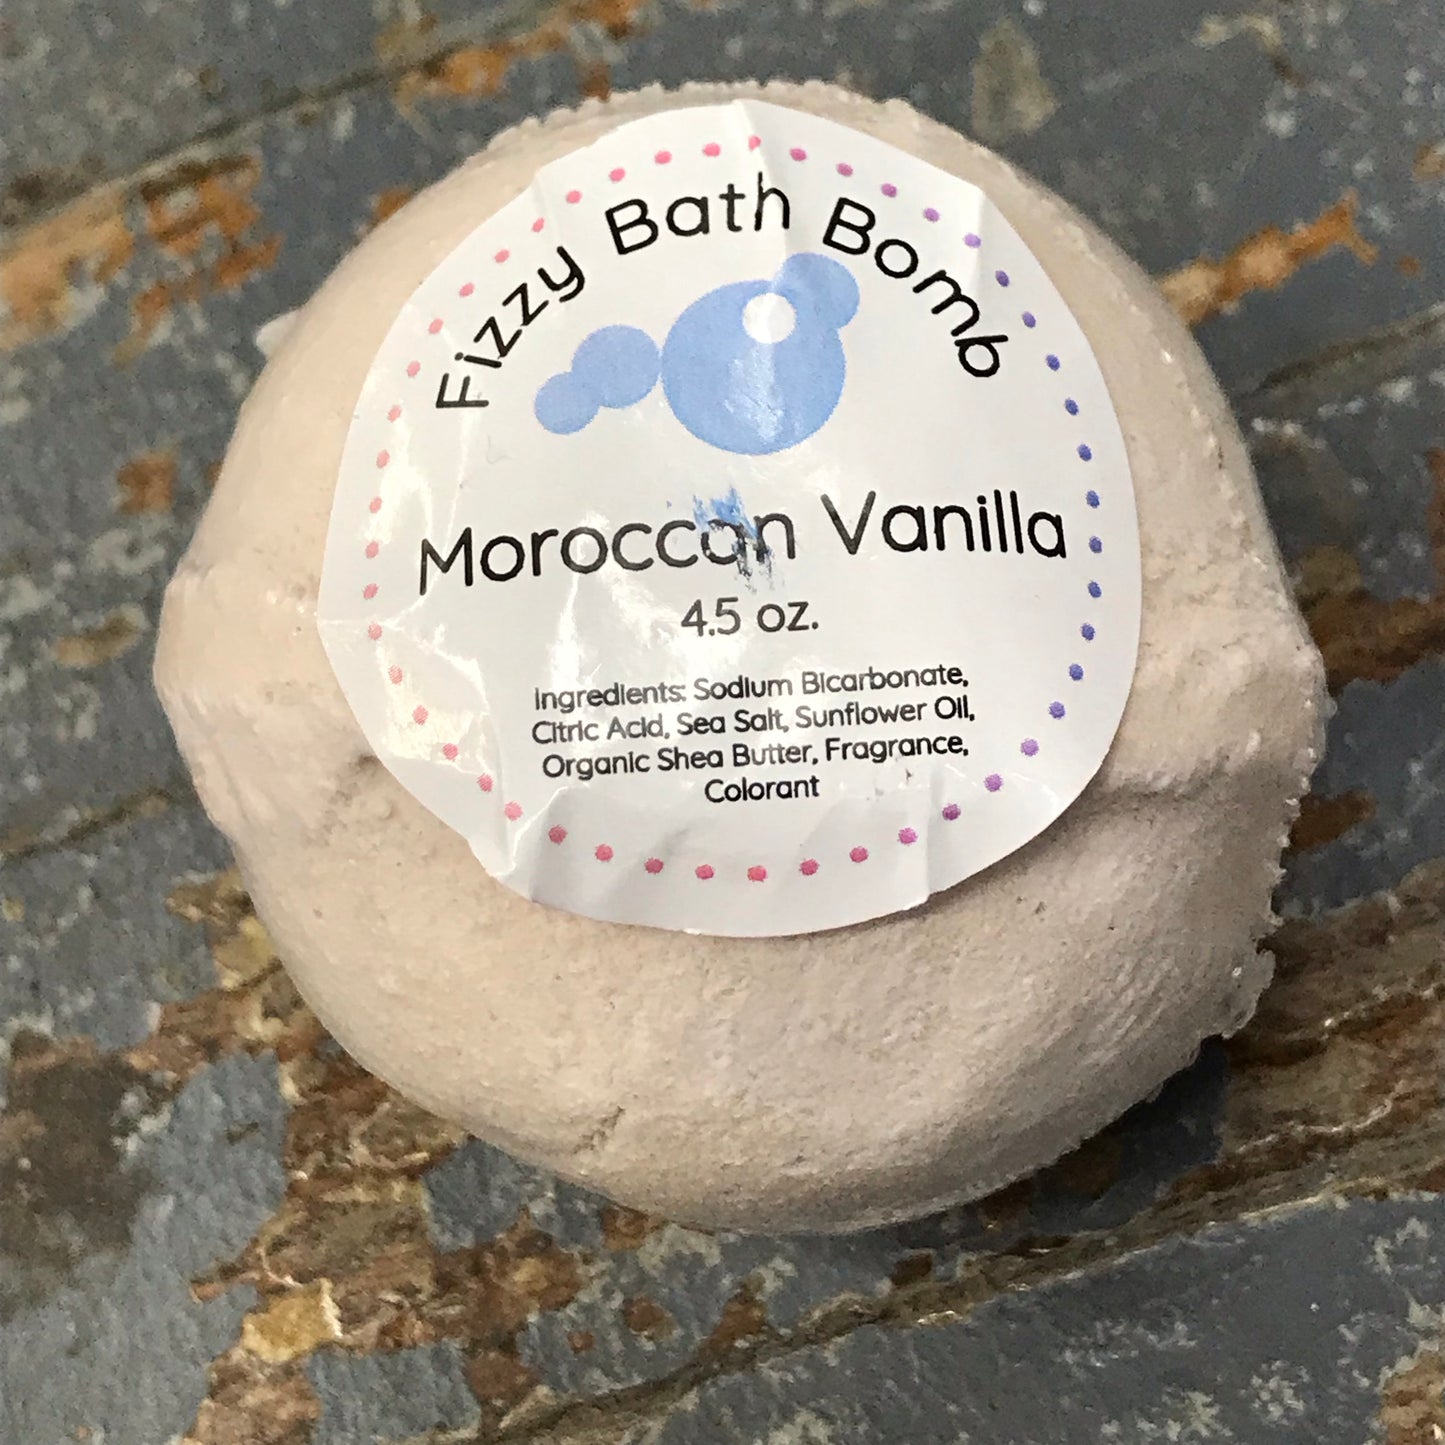 Fizzy Bath Bomb
Moroccan Vanilla
4.5 oz.
Ingredients: Sodium Bicarbonate,
Citric Acid, Sea Salt, Sunflower Oil,
Organic Shea Butter, Fragrance,
Colorant